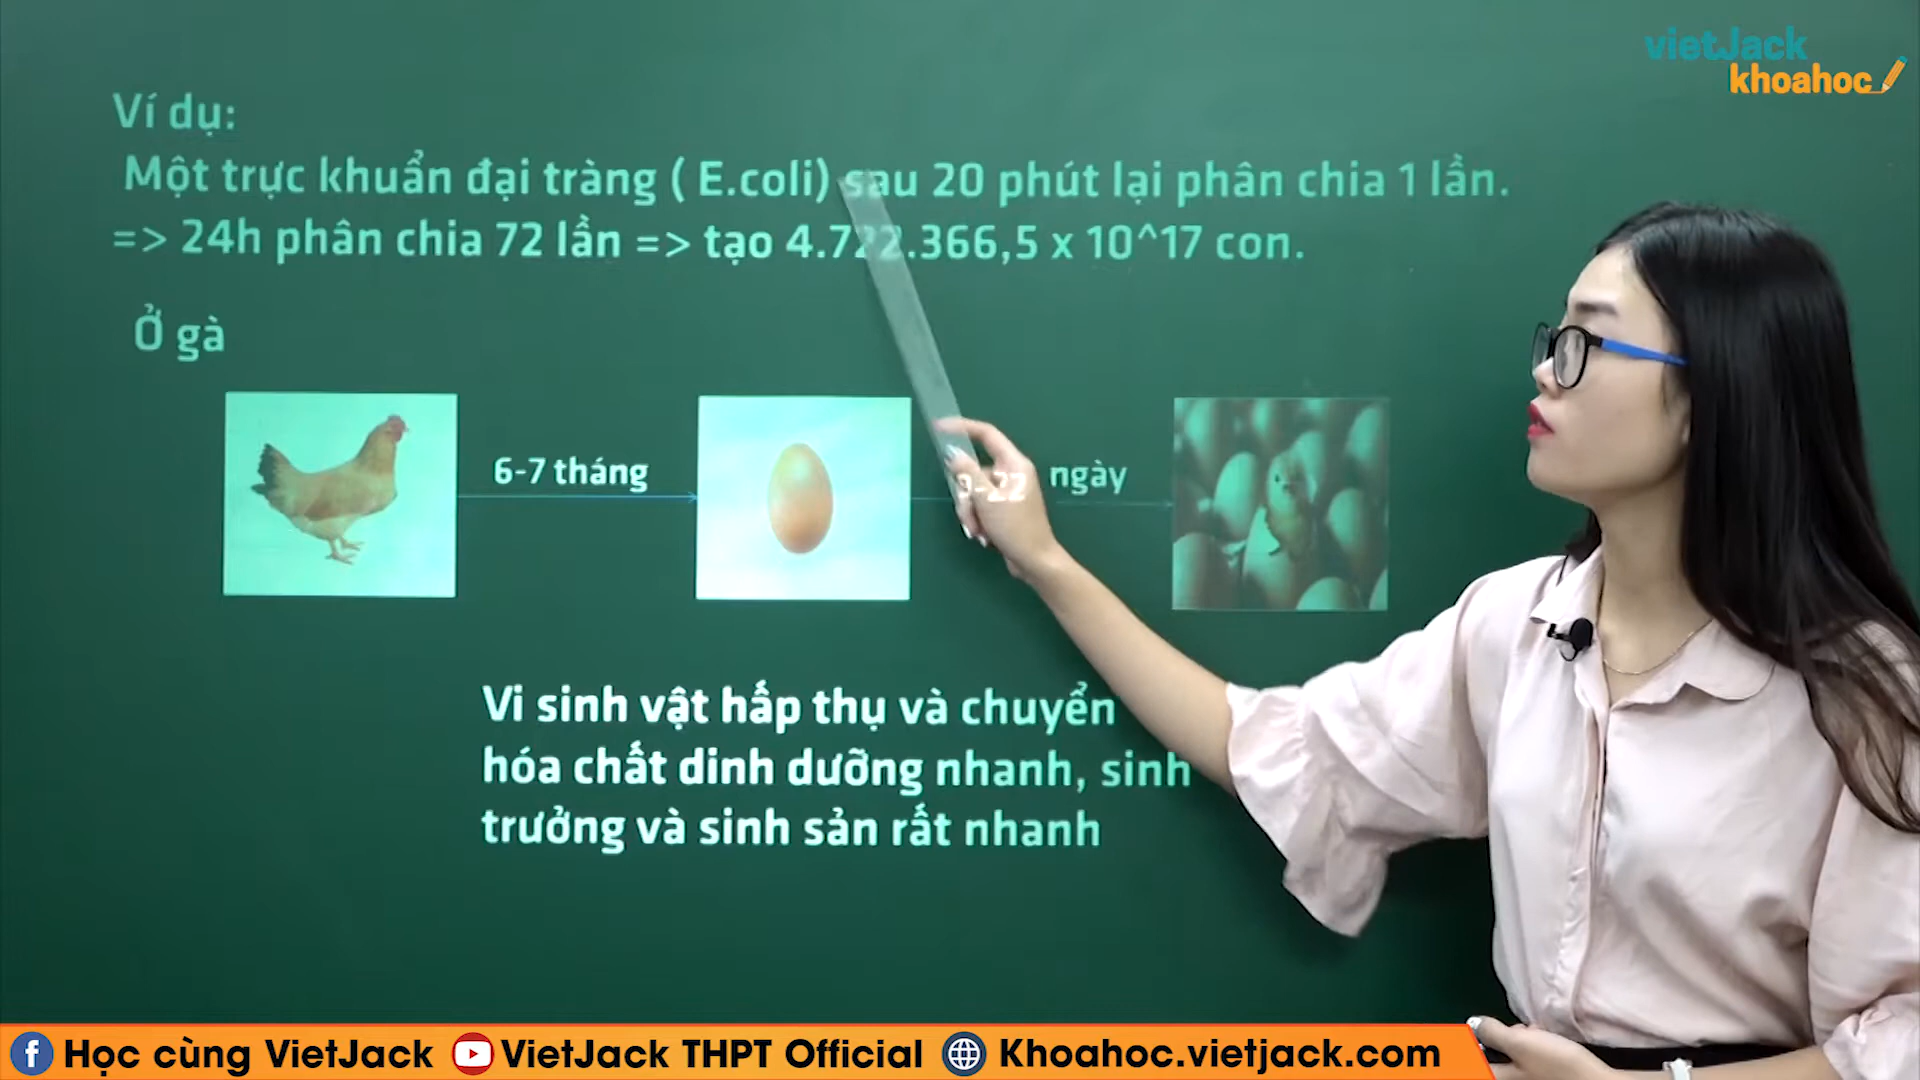 vietJack
khoahoc
Ví dụ:
Một trực khuẩn đại tràng ( E.coli) sau 20 phút lại phân chia 1 lần.
=> 24h phân chia 72 lần => tạo 4.722.366,5 x 10^17 con.
Ở gà
6-7 tháng
-22 ngày
Vi sinh vật hấp thụ và chuyển
hóa chất dinh dưỡng nhanh, sinh
trưởng và sinh sản rất nhanh
Học cùng VietJack VietJack THPT Official Khoahoc.vietjack.com